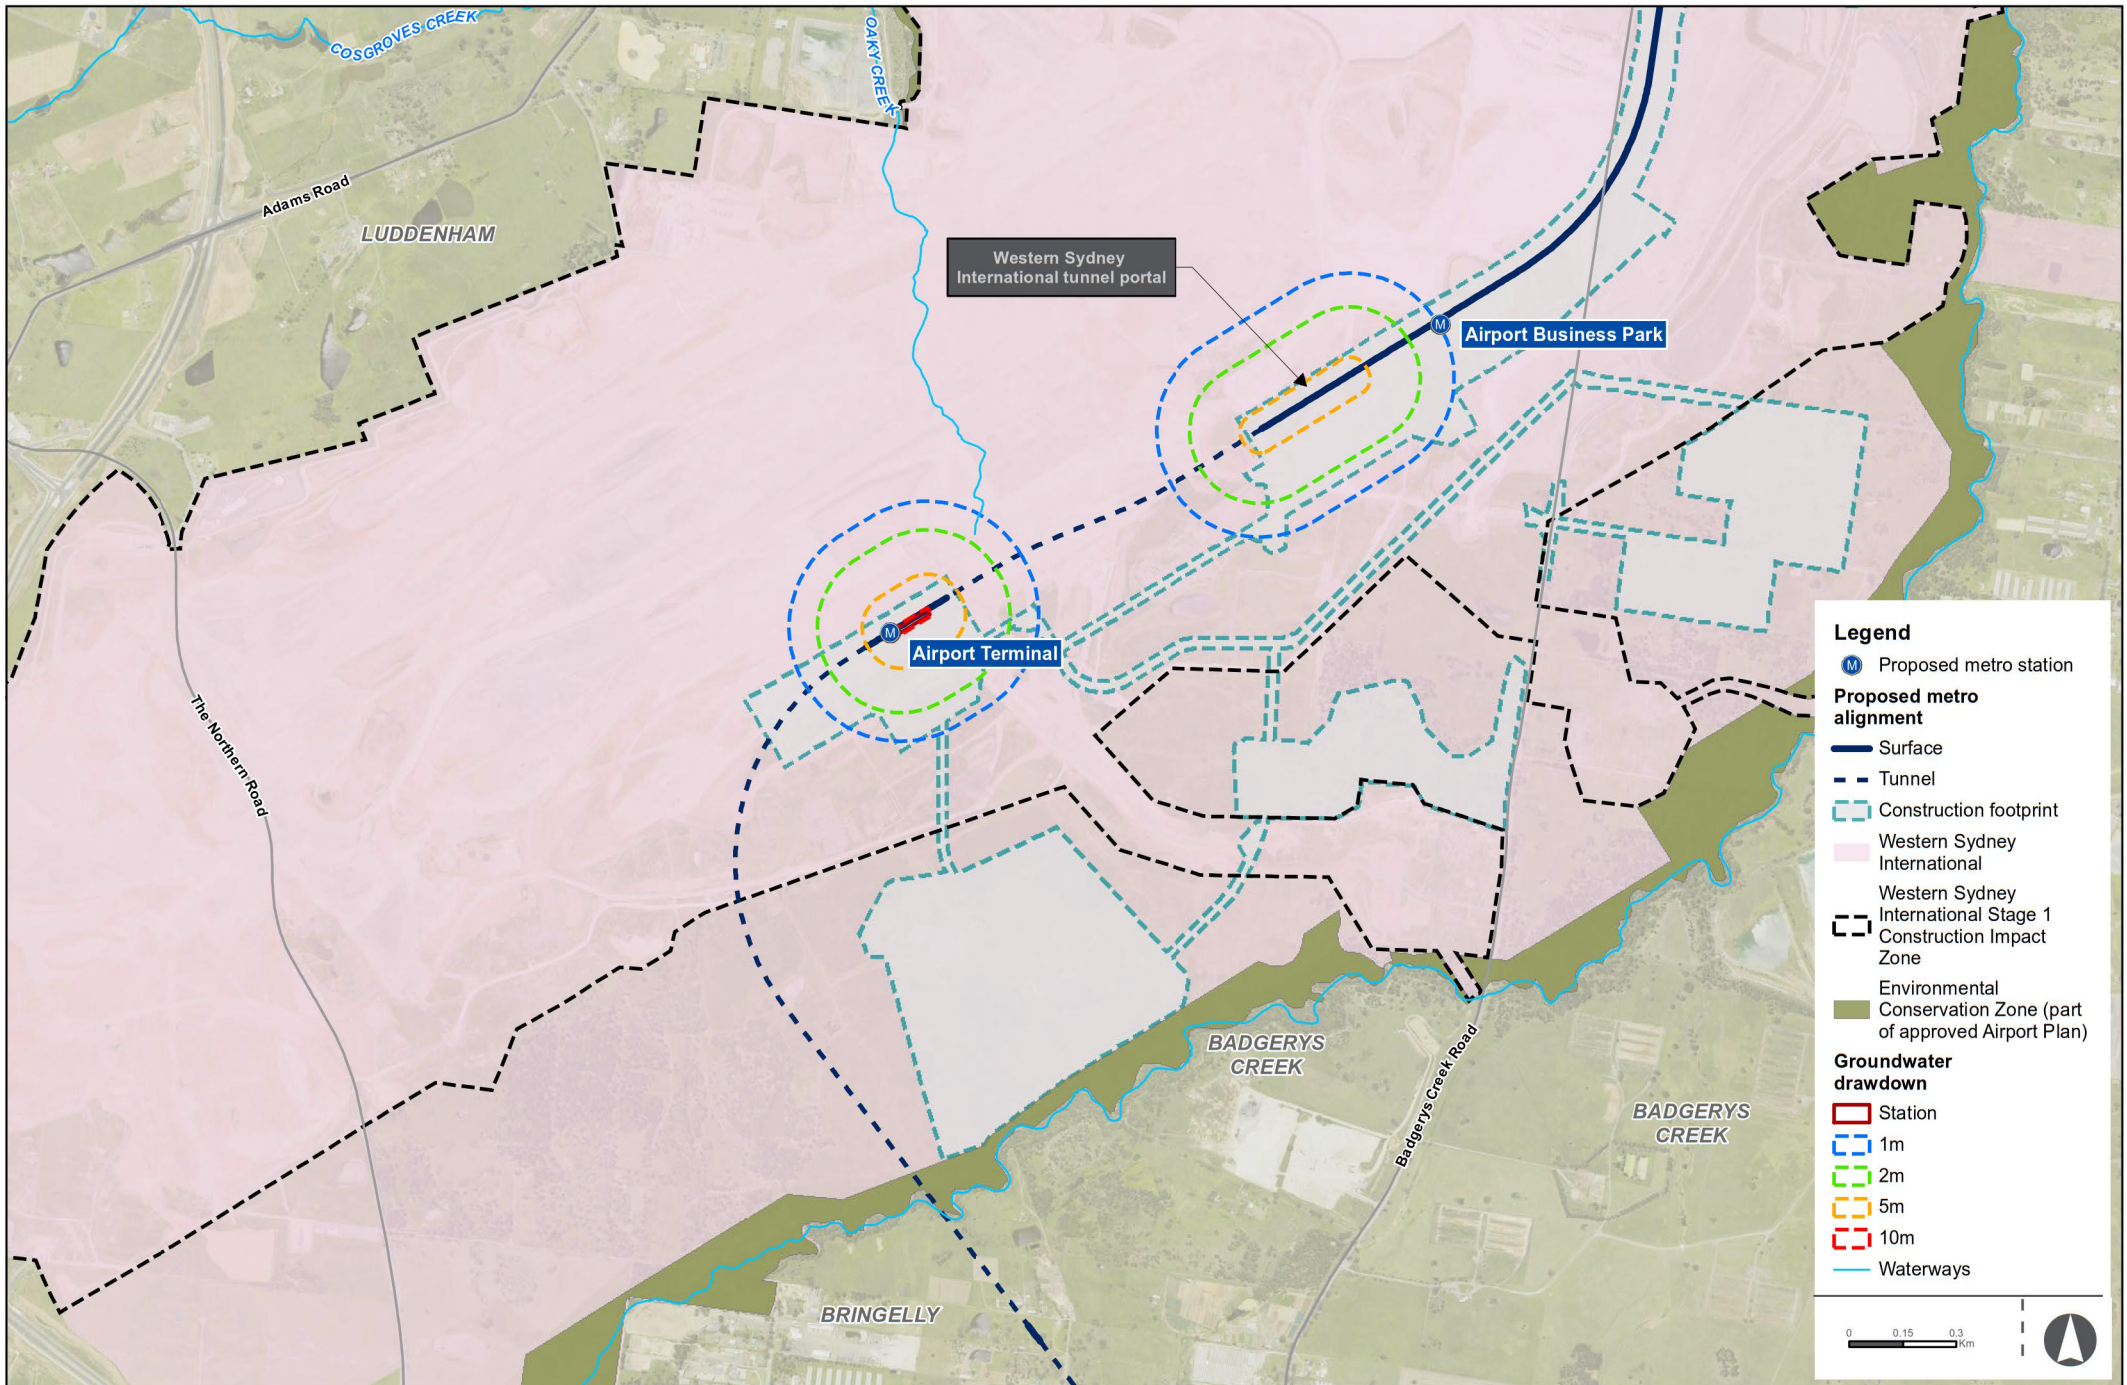 COSGROVES CREEK
OAKY CREEK
Adams Road
LUDDENHAM
Western Sydney
International tunnel portal
M
Airport Business Park
M
Airport Terminal
The Northern Road
BADGERYS
CREEK
Badgerys Creek Road
BADGERYS
CREEK
BRINGELLY
Legend
M Proposed metro station
Proposed metro
alignment
Surface
Tunnel
Construction footprint
Western Sydney
International
Western Sydney
International Stage 1
Construction Impact
Zone
Environmental
Conservation Zone (part
of approved Airport Plan)
Groundwater
drawdown
Station
1m
2m
5m
10m
Waterways
0 0.15 0.3
Km